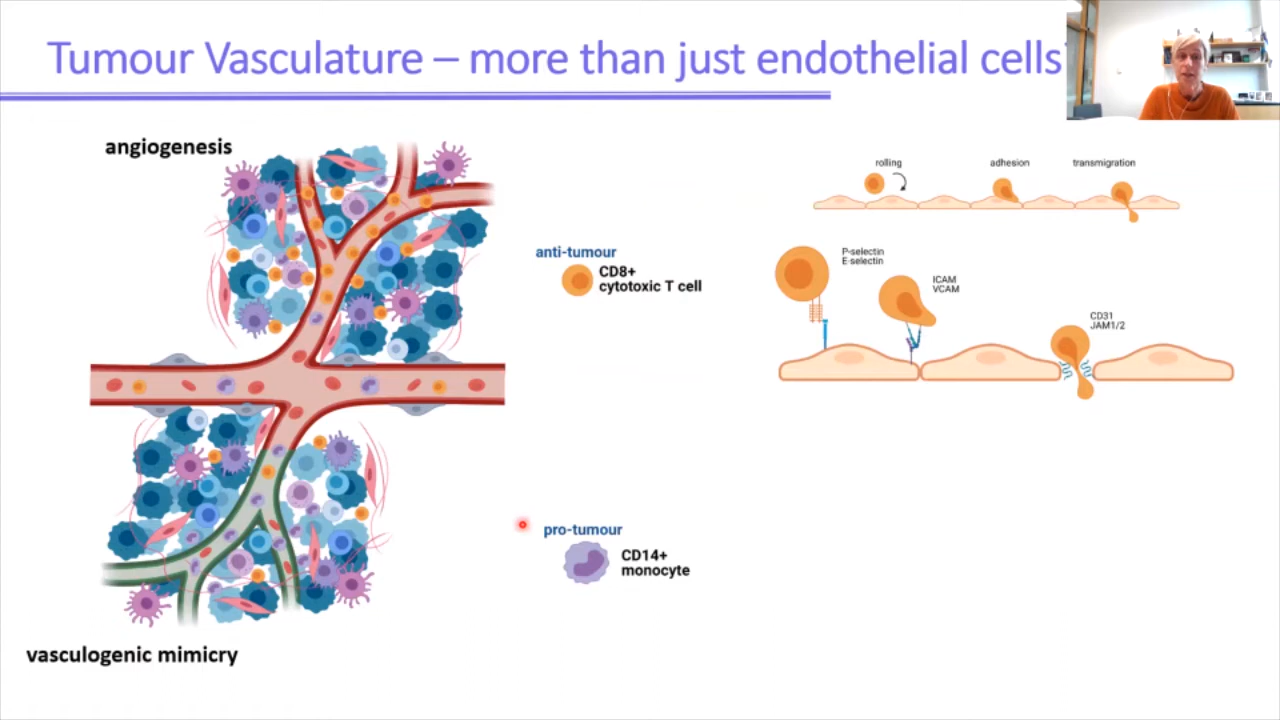 Tumour Vasculature – more than just endothelial cells
angiogenesis
rolling
adhesion
transmigration
anti-tumour
CD8+
cytotoxic T cell
P-selectin
E-selectin
ICAM
VCAM
CD31
JAM1/2
pro-tumour
CD14+
monocyte
vasculogenic mimicry